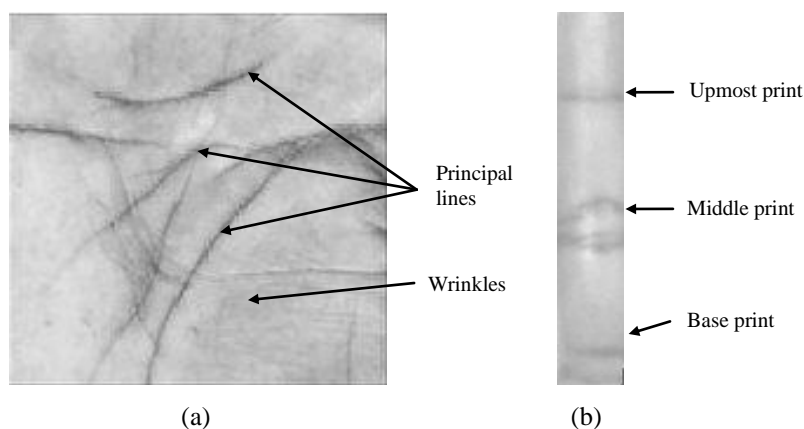 Upmost print
Principal
lines
Middle print
Wrinkles
Base print
(a)
(b)